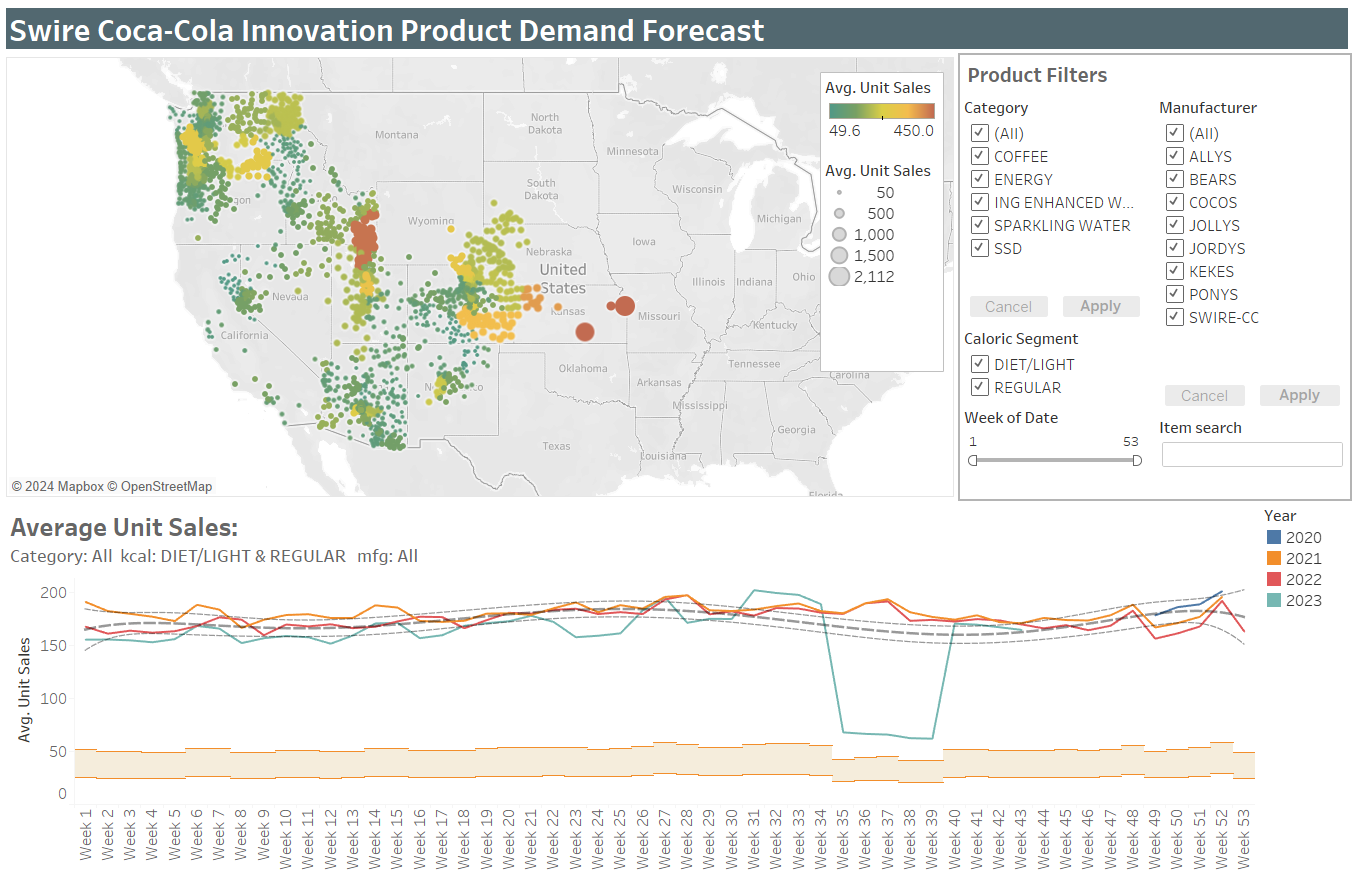 Swire Coca-Cola Innovation Product Demand Forecast
Montana
North
Dakota
Minnesota
South
Dakota
Wisconsin
Michigan
gon
Wyoming
Iowa
Nebraska
United
States
Illinois
Indiana
Ohio
Nevada
Kansas
Missouri
California
Kentucky
Oklahoma
Tennessee
Arkansas
Carolina
Mississippi
Georgia
Texas
Louisiana
Florida
© 2024 Mapbox © OpenStreetMap
Avg. Unit Sales
49.6 450.0
Avg. Unit Sales
50
500
1,000
1,500
2,112
Product Filters
Category
(All)
COFFEE
ENERGY
ING ENHANCED W...
SPARKLING WATER
SSD
Cancel Apply
Caloric Segment
DIET/LIGHT
REGULAR
Week of Date
1 53
Manufacturer
(All)
ALLYS
BEARS
COCOS
JOLLYS
JORDYS
KEKES
PONYS
SWIRE-CC
Cancel Apply
Item search
Average Unit Sales:
Category: All kcal: DIET/LIGHT & REGULAR mfg: All
Year
2020
2021
2022
2023
Avg. Unit Sales
200
150
100
50
0
Week 1
Week 2
Week 3
Week 4
Week 5
Week 6
Week 7
Week 8
Week 9
Week 10
Week 11
Week 12
Week 13
Week 14
Week 15
Week 16
Week 17
Week 18
Week 19
Week 20
Week 21
Week 22
Week 23
Week 24
Week 25
Week 26
Week 27
Week 28
Week 29
Week 30
Week 31
Week 32
Week 33
Week 34
Week 35
Week 36
Week 37
Week 38
Week 39
Week 40
Week 41
Week 42
Week 43
Week 44
Week 45
Week 46
Week 47
Week 48
Week 49
Week 50
Week 51
Week 52
Week 53